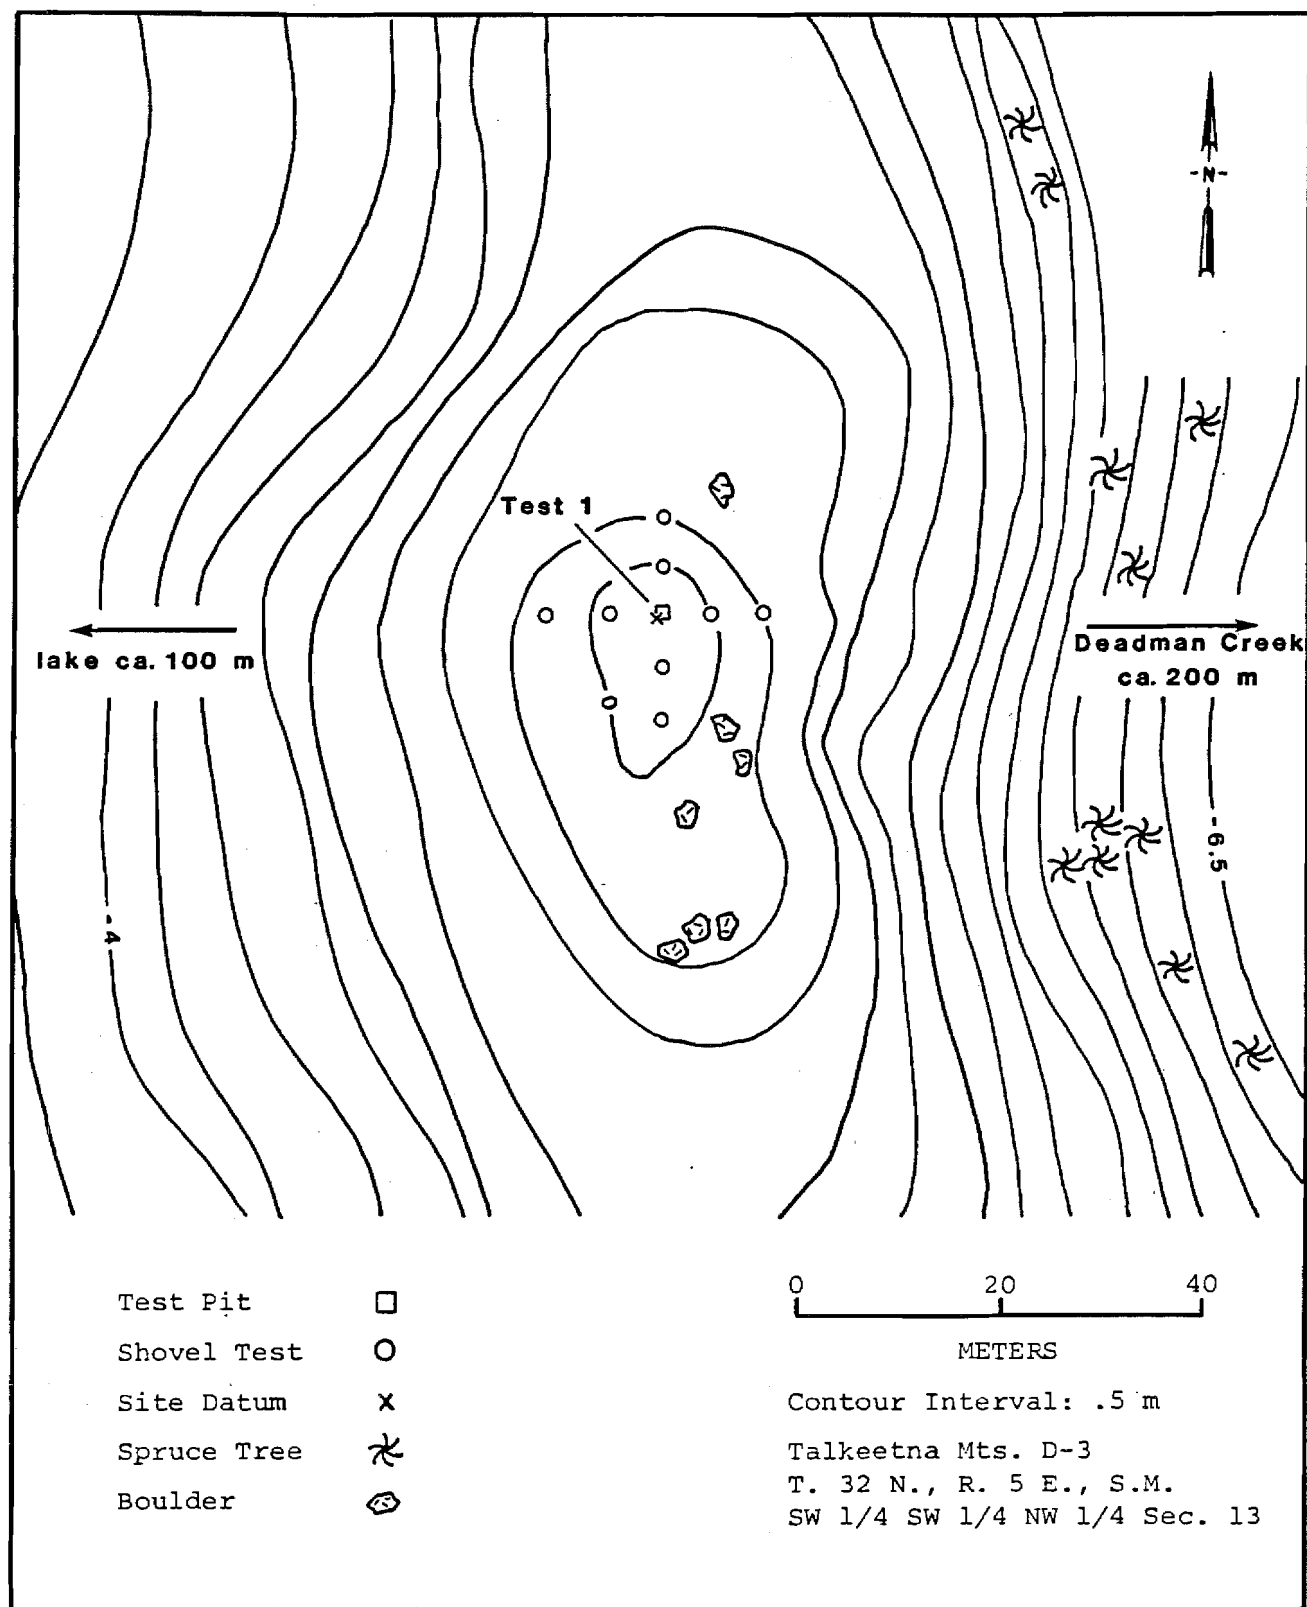 -N-
Test 1
lake ca. 100 m
Deadman Creek
ca. 200 m
-6.5
-4
Test Pit
Shovel Test
Site Datum
Spruce Tree
Boulder
0 20 40
METERS
Contour Interval: .5 m
Talkeetna Mts. D-3
T. 32 N., R. 5 E., S.M.
SW 1/4 SW 1/4 NW 1/4 Sec. 13